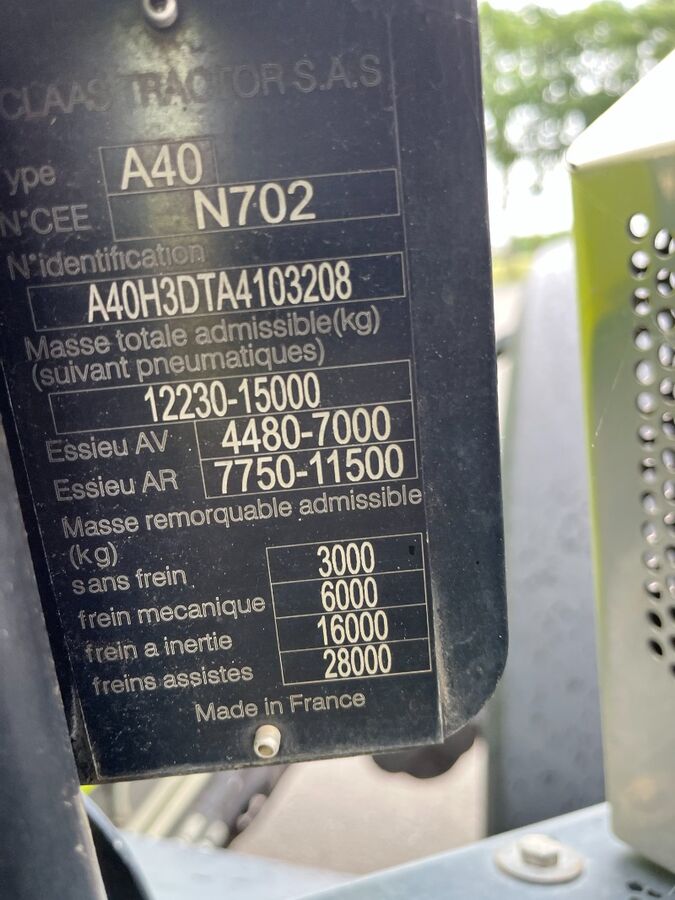 CLAAS TRACTOR S.A.S
ype A40
N°CEE N702
N°identification
A40H3DTA4103208
Masse totale admissible(kg)
(suivant pneumatiques)
12230-15000
Essieu AV 4480-7000
Essieu AR 7750-11500
Masse remorquable admissible
(kg)
sans frein 3000
frein mecanique 6000
frein a inertie 16000
freins assistes 28000
Made in France